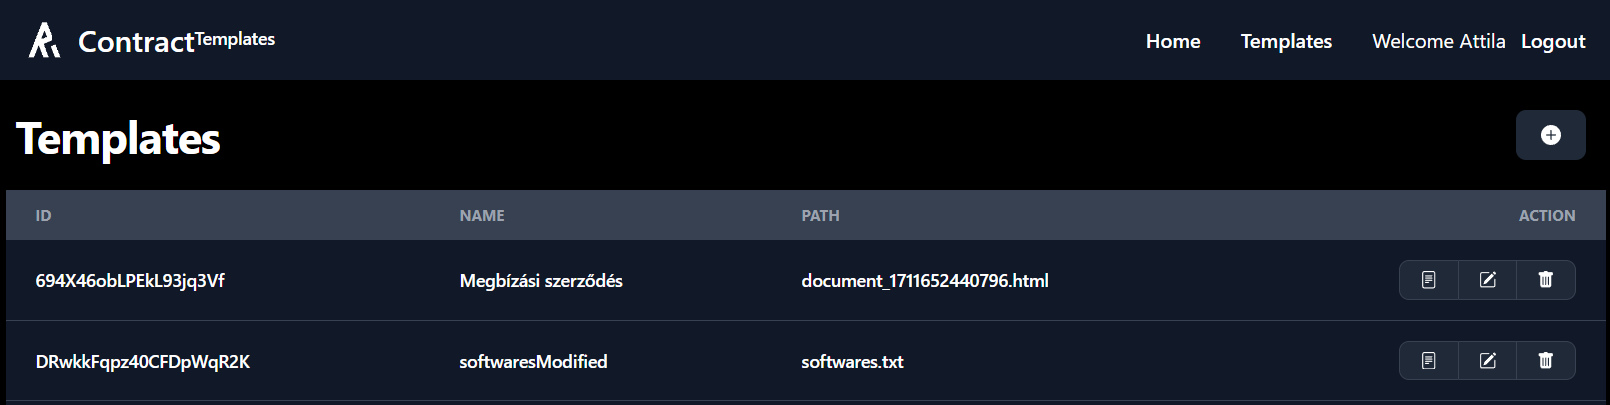 ContractTemplates Home Templates Welcome Attila Logout
Templates
ID NAME PATH ACTION
694X46obLPEkL93jq3Vf Megbízási szerződés document_1711652440796.html
DRwkkFqpz40CFDpWqR2K softwaresModified softwares.txt